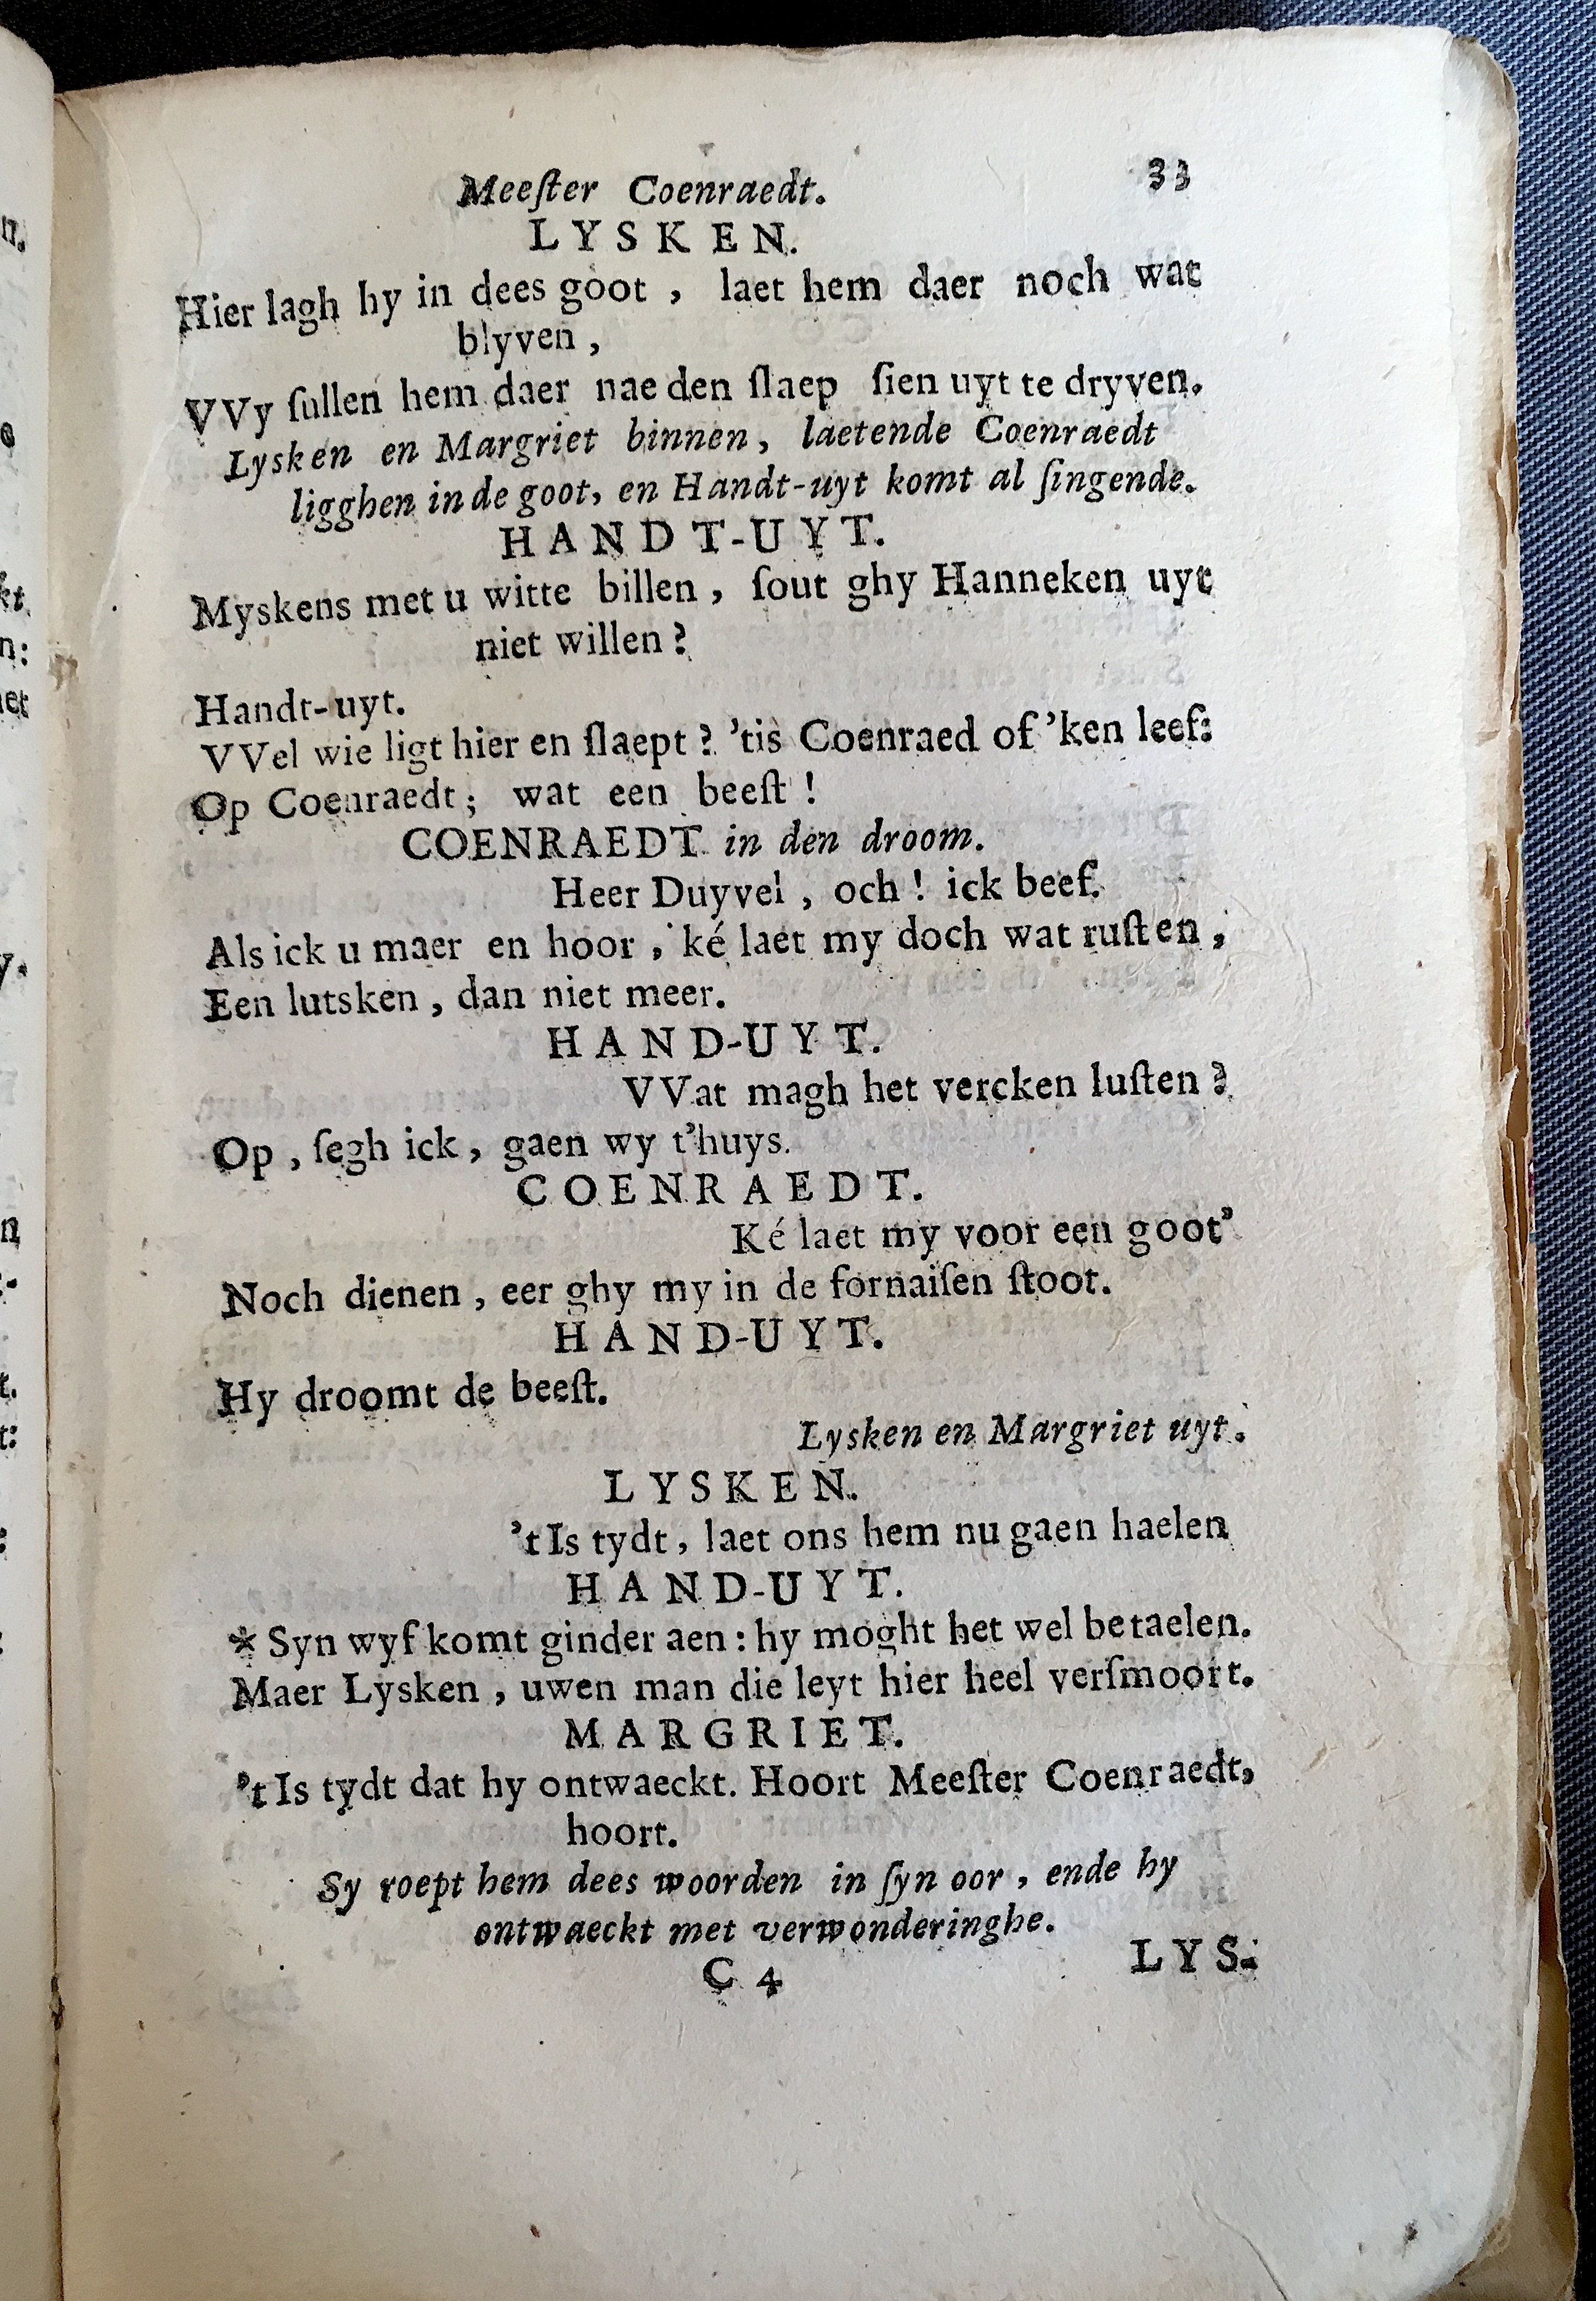 Meeſter Coenraedt. 33
LYSKEN.
Hier lagh hy in dees goot, laet hem daer noch wat
blyven,
VVy ſullen hem daer nae den ſlaep ſien uyt te dryven.
Lysken en Margriet binnen, laetende Coenraedt
ligghen in de goot, en Handt-uyt komt al ſingende.
HANDT-UYT.
Myskens met u witte billen, ſout ghy Hanneken uyt
niet willen?
Handt-uyt.
VVel wie ligt hier en ſlaept? 'tis Coenraed of 'ken leef:
Op Coenraedt; wat een beeſt!
COENRAEDT in den droom.
Heer Duyvel, och! ick beef.
Als ick u maer en hoor, ké laet my doch wat ruſten,
Een lutsken, dan niet meer.
HAND-UYT.
VVat magh het vercken luſten?
Op, ſegh ick, gaen wy t'huys.
COENRAEDT.
Ké laet my voor een goot'
Noch dienen, eer ghy my in de fornaiſen ſtoot.
HAND-UYT.
Hy droomt de beeſt.
Lysken en Margriet uyt.
LYSKEN.
't Is tydt, laet ons hem nu gaen haelen
HAND-UYT.
* Syn wyf komt ginder aen: hy moght het wel betaelen.
Maer Lysken, uwen man die leyt hier heel verſmoort.
MARGRIET.
't Is tydt dat hy ontwaeckt. Hoort Meeſter Coenraedt,
hoort.
Sy roept hem dees woorden in ſyn oor, ende hy
ontwaeckt met verwonderinghe.
C 4 LYS-